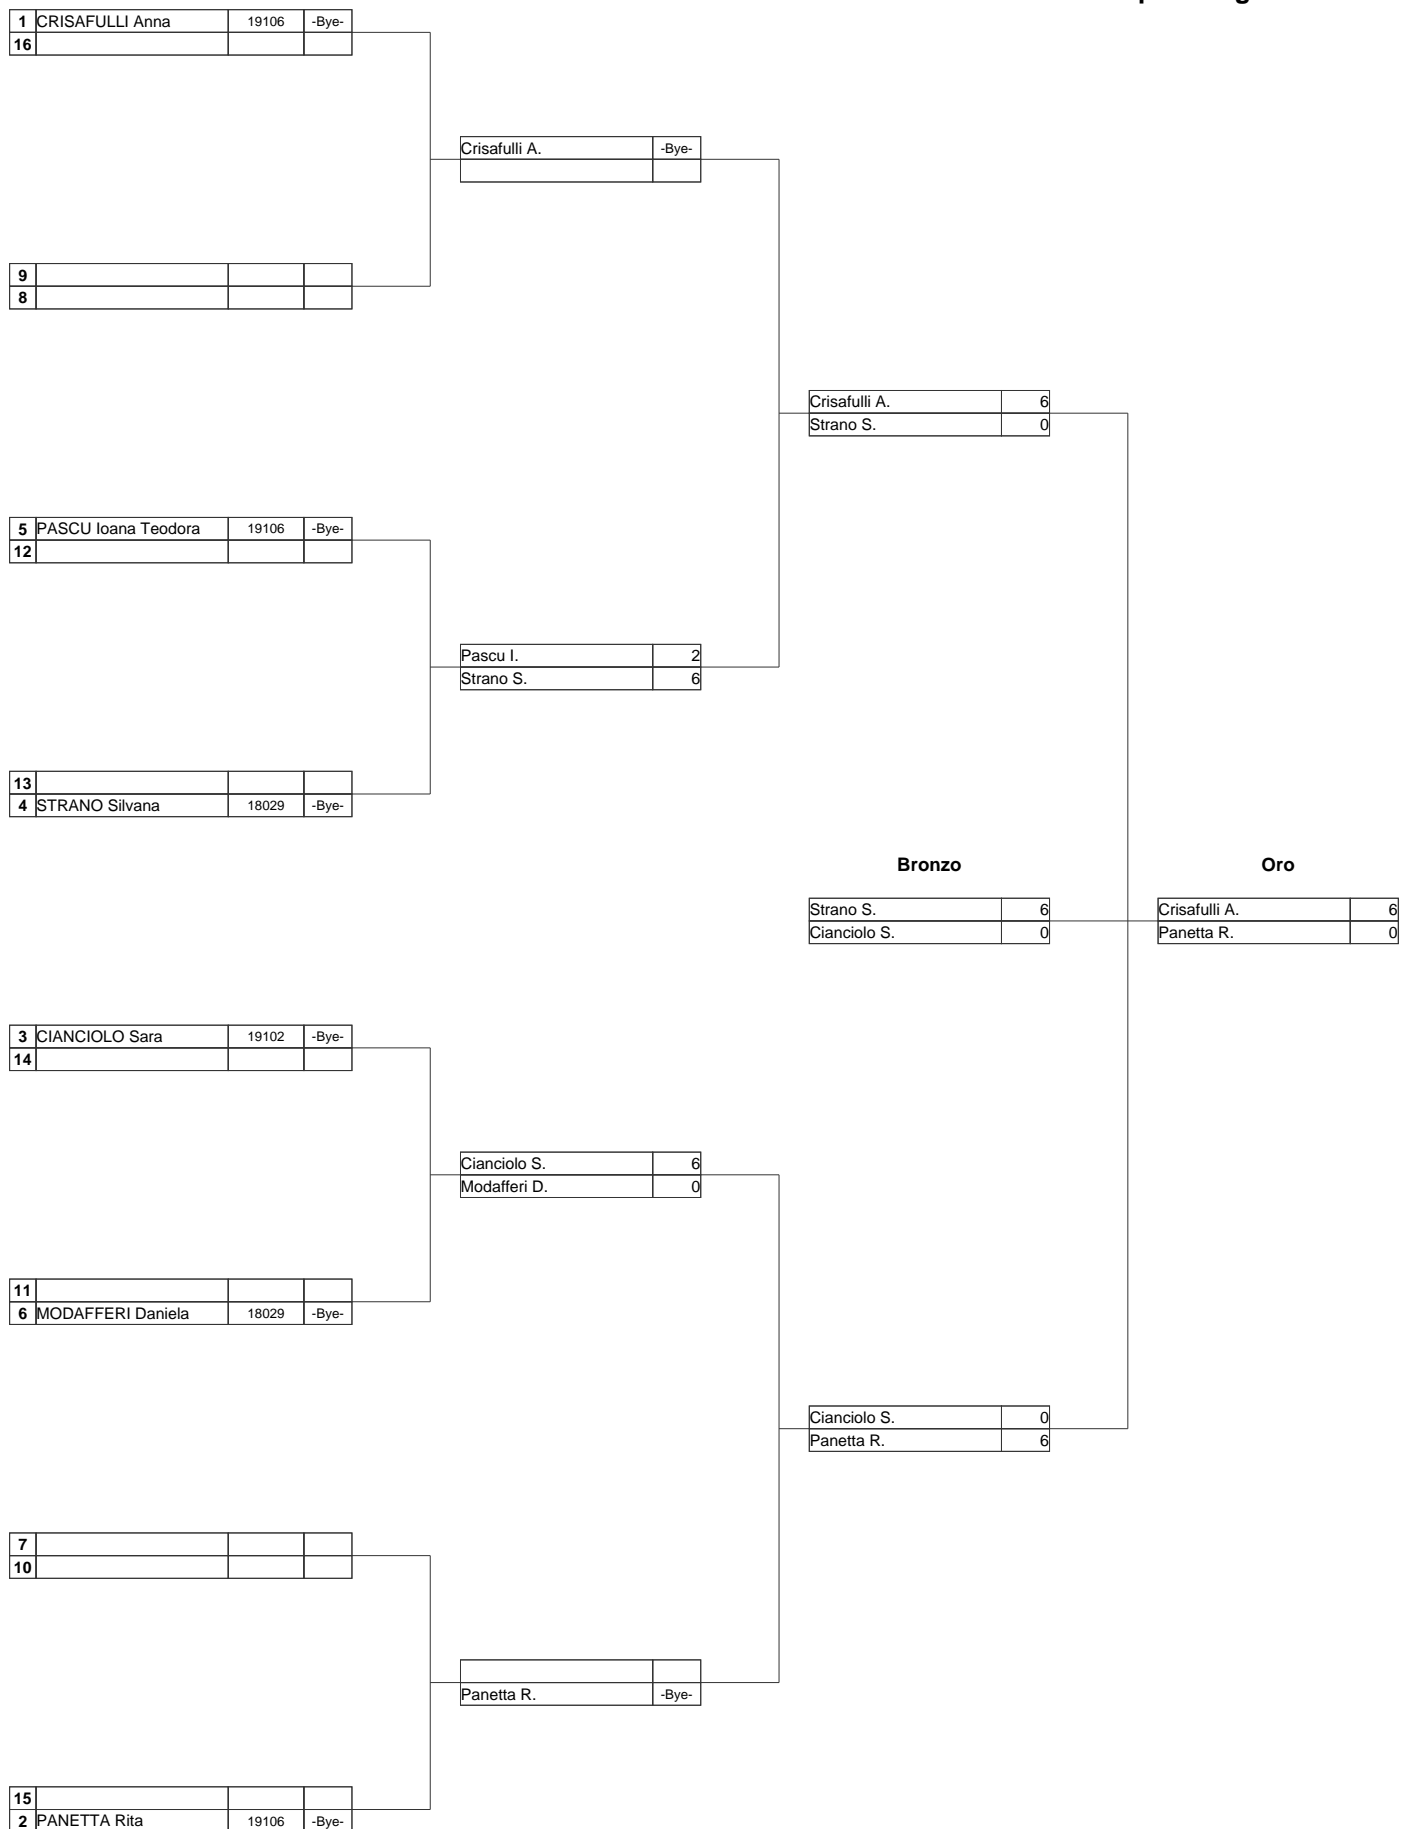 1 CRISAFULLI Anna 19106 -Bye-
16
Crisafulli A. -Bye-
9
8
Crisafulli A. 6
Strano S. 0
5 PASCU Ioana Teodora 19106 -Bye-
12
Pascu I. 2
Strano S. 6
13
4 STRANO Silvana 18029 -Bye-
Bronzo Oro
Strano S. 6 Crisafulli A. 6
Cianciolo S. 0 Panetta R. 0
3 CIANCIOLO Sara 19102 -Bye-
14
Cianciolo S. 6
Modafferi D. 0
11
6 MODAFFERI Daniela 18029 -Bye-
Cianciolo S. 0
Panetta R. 6
7
10
Panetta R. -Bye-
15
2 PANETTA Rita 19106 -Bye-